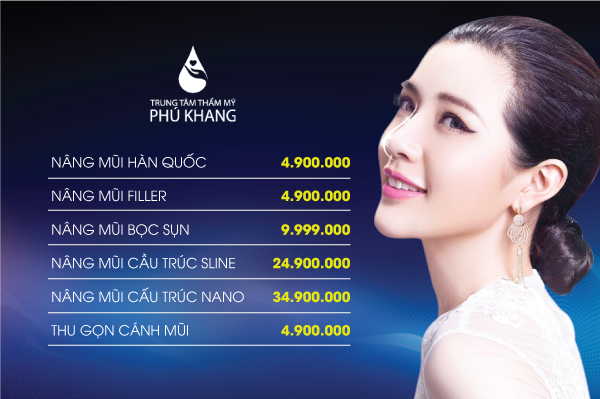 TRUNG TÂM THẨM MỸ
PHÚ KHANG
NÂNG MŨI HÀN QUỐC 4.900.000
NÂNG MŨI FILLER 4.900.000
NÂNG MŨI BỌC SỤN 9.999.000
NÂNG MŨI CẦU TRÚC SLINE 24.900.000
NÂNG MŨI CẤU TRÚC NANO 34.900.000
THU GỌN CÁNH MŨI 4.900.000